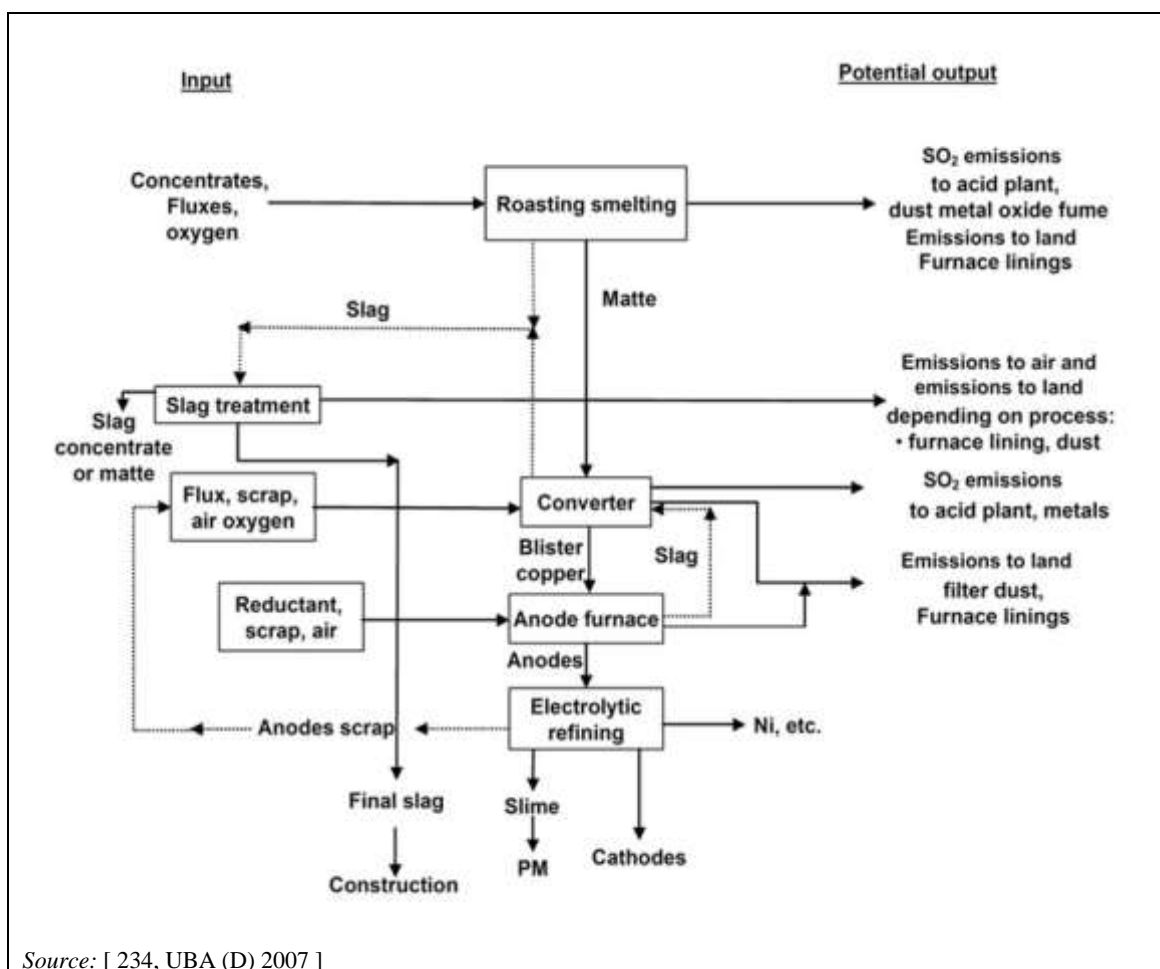 Input
Potential output
Concentrates,
Fluxes,
oxygen
Roasting smelting
SO₂ emissions
to acid plant,
dust metal oxide fume
Emissions to land
Furnace linings
Matte
Slag
Slag treatment
Emissions to air and
emissions to land
depending on process:
• furnace lining, dust
Slag
concentrate
or matte
Flux, scrap,
air oxygen
Converter
SO₂ emissions
to acid plant, metals
Blister
copper
Slag
Emissions to land
filter dust,
Furnace linings
Reductant,
scrap, air
Anode furnace
Anodes
Electrolytic
refining
Anodes scrap
Ni, etc.
Final slag
Slime
Cathodes
PM
Construction
Source: [ 234, UBA (D) 2007 ]